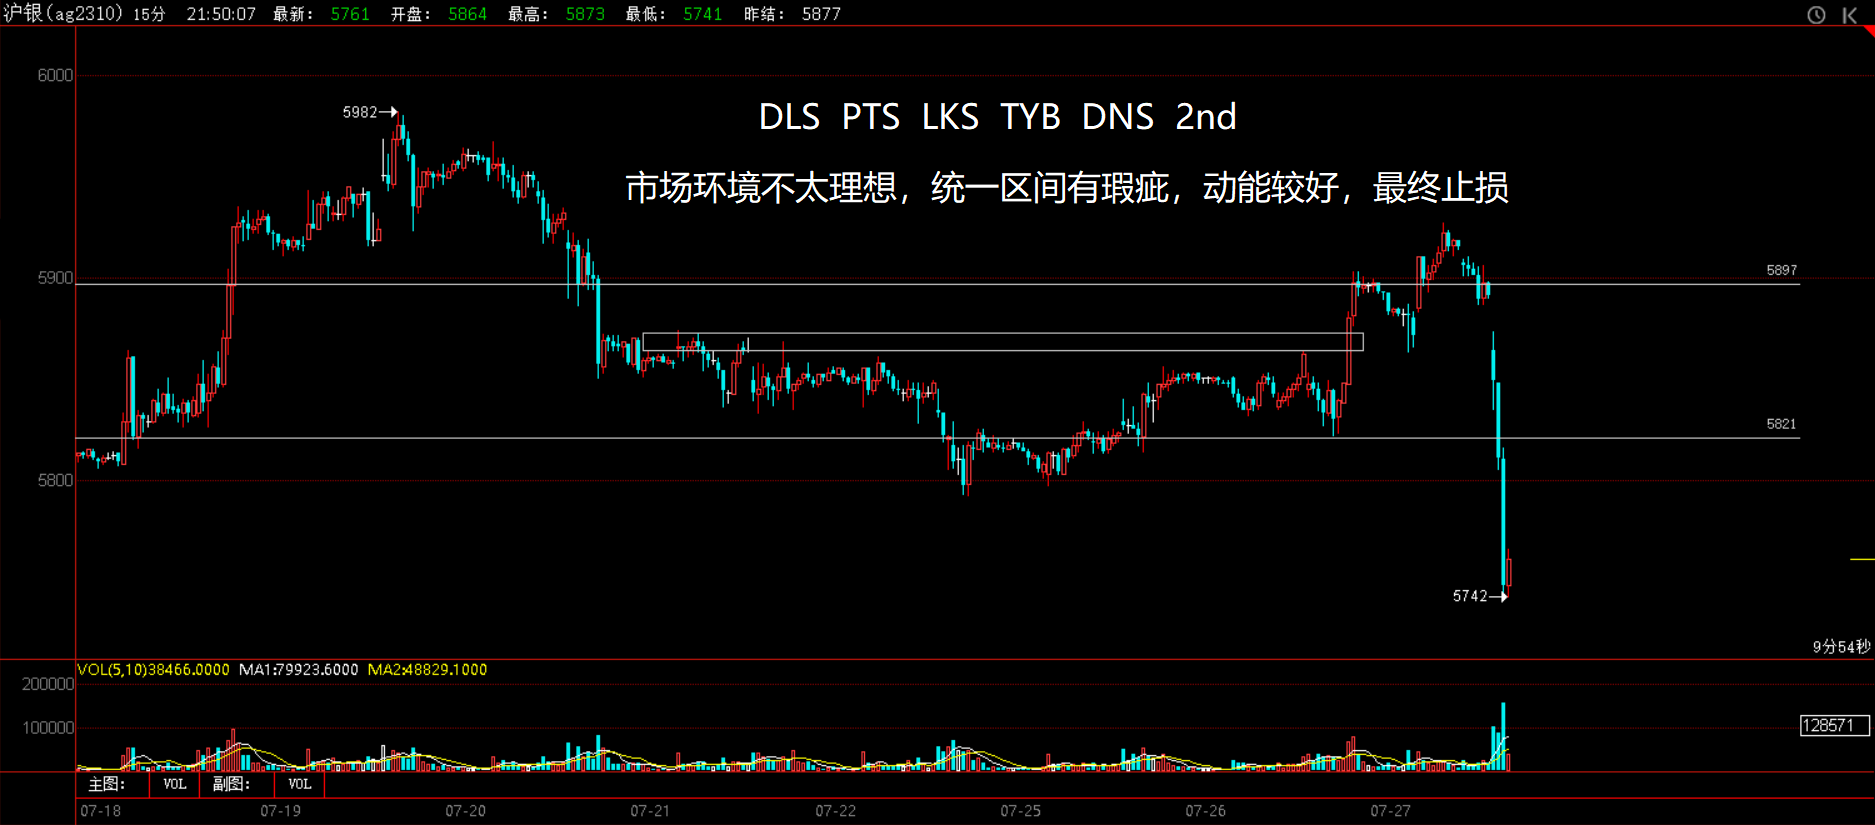 沪银(ag2310) 15分 21:50:07 最新: 5761 开盘: 5864 最高: 5873 最低: 5741 昨结: 5877
6000
DLS PTS LKS TYB DNS 2nd
5982
市场环境不太理想，统一区间有瑕疵，动能较好，最终止损
5900
5897
5821
5800
5742
9分54秒
VOL(5,10)38466.0000 MA1:79923.6000 MA2:48829.1000
200000
100000
128571
主图: VOL 副图: VOL
07-18 07-19 07-20 07-21 07-22 07-25 07-26 07-27